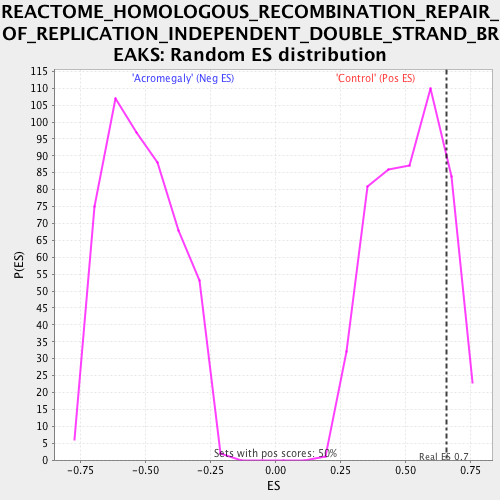 REACTOME_HOMOLOGOUS_RECOMBINATION_REPAIR_
OF_REPLICATION_INDEPENDENT_DOUBLE_STRAND_BR
EAKS: Random ES distribution
'Acromegaly' (Neg ES)
'Control' (Pos ES)
P(ES)
115
110
105
100
95
90
85
80
75
70
65
60
55
50
45
40
35
30
25
20
15
10
5
0
Sets with pos scores: 50%
Real ES 0.7
-0.75 -0.50 -0.25 0.00 0.25 0.50 0.75
ES